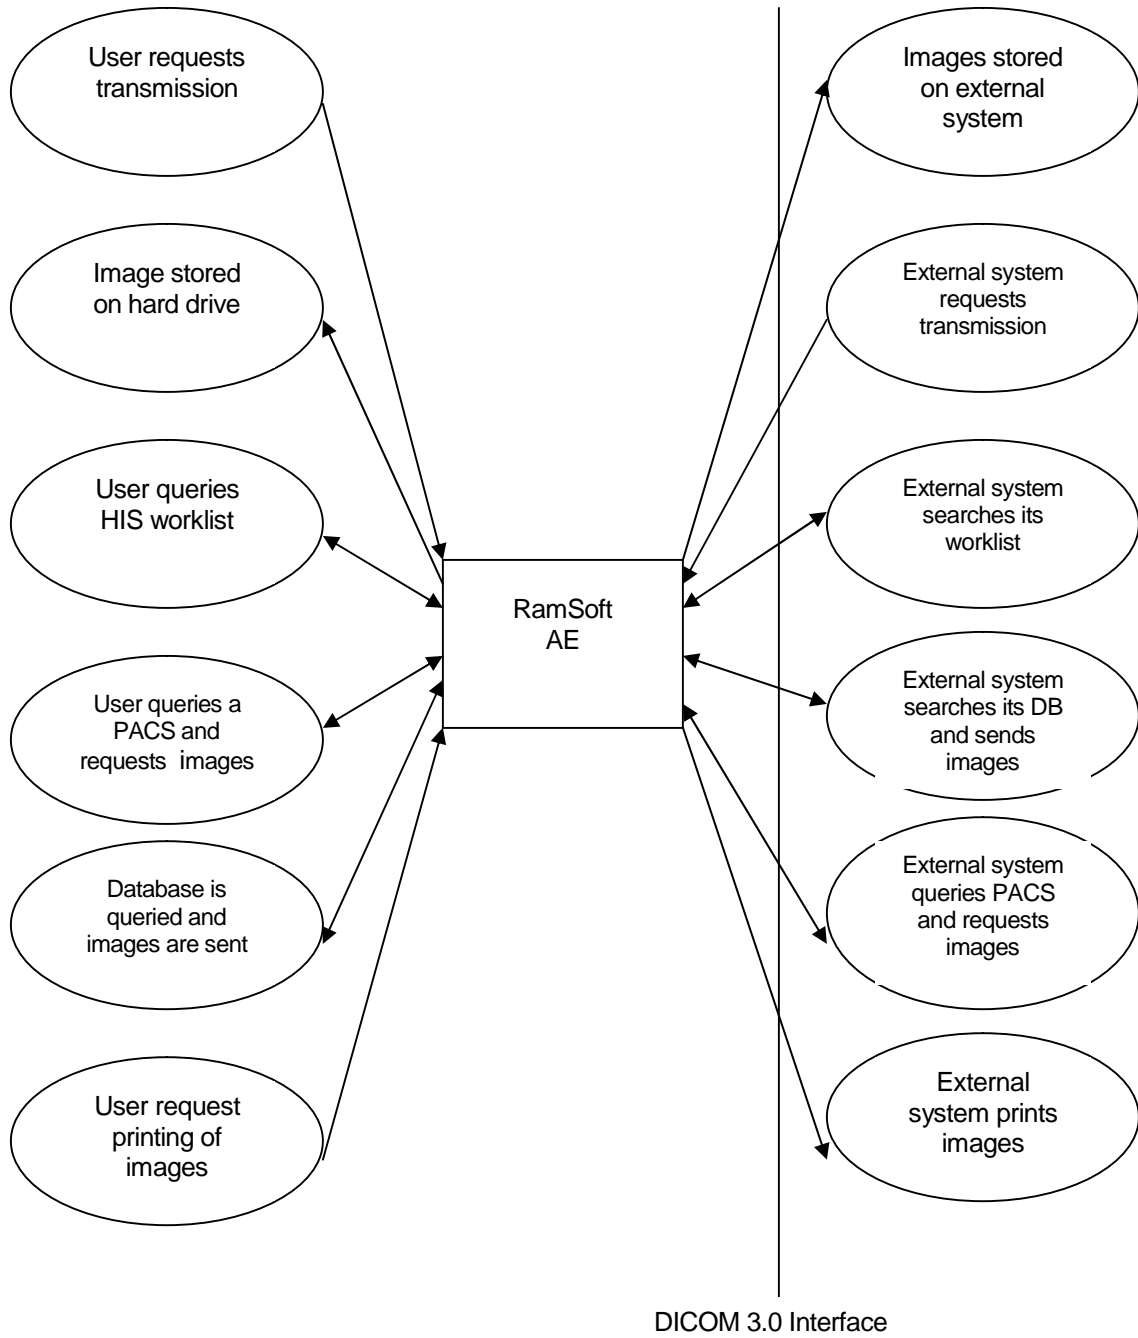 User requests
transmission
Image stored
on hard drive
User queries
HIS worklist
User queries a
PACS and
requests images
Database is
queried and
images are sent
User request
printing of
images
RamSoft
AE
Images stored
on external
system
External system
requests
transmission
External system
searches its
worklist
External system
searches its DB
and sends
images
External system
queries PACS
and requests
images
External
system prints
images
DICOM 3.0 Interface